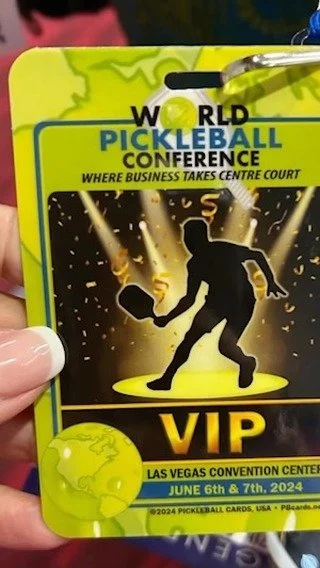 WORLD
PICKLEBALL
CONFERENCE
WHERE BUSINESS TAKES CENTRE COURT
VIP
LAS VEGAS CONVENTION CENTER
JUNE 6th & 7th, 2024
©2024 PICKLEBALL CARDS, USA • PBcards.